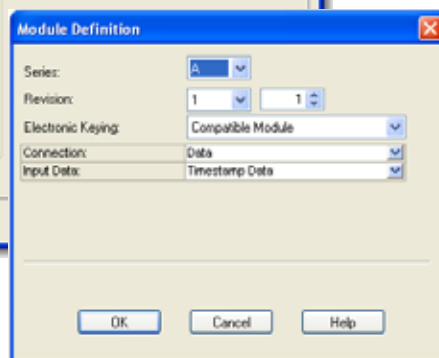 Module Definition
Series: A
Revision: 1 1
Electronic Keying: Compatible Module
Connection: Data
Input Data: Timestamp Data
OK Cancel Help